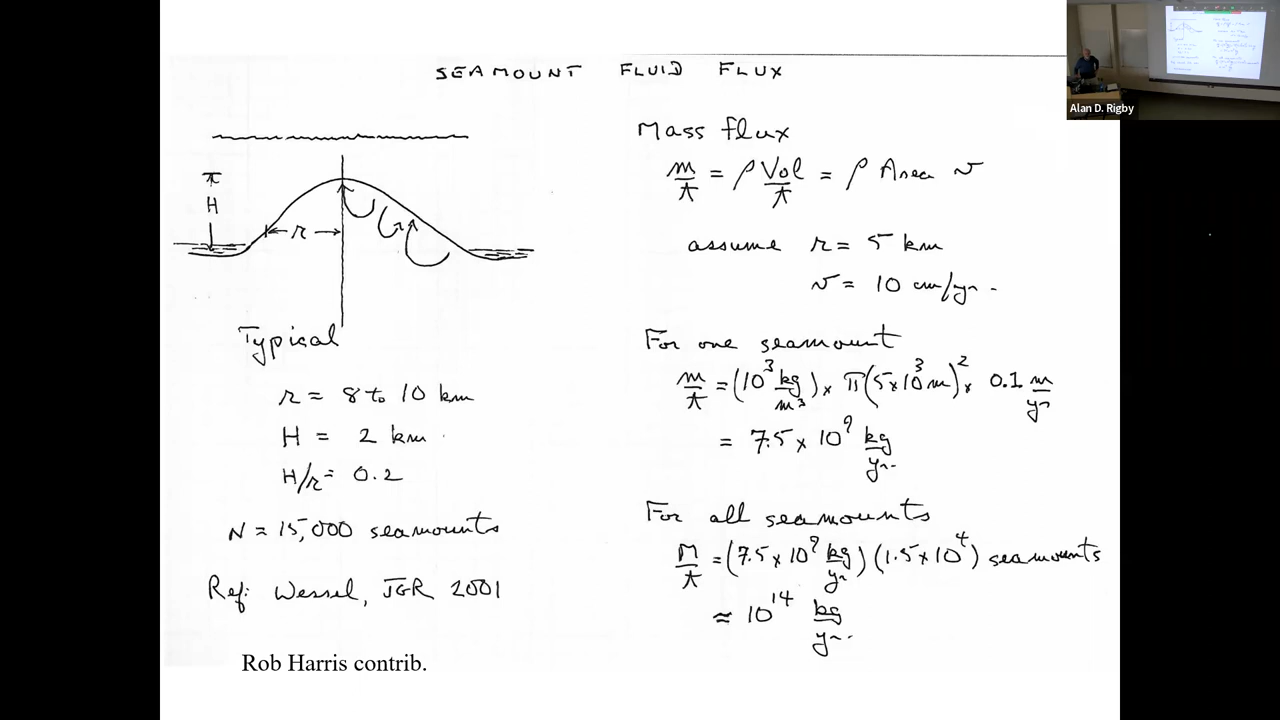 SEAMOUNT FLUID FLUX
H
r
Typical
r = 8 to 10 km
H = 2 km
H/r = 0.2
N = 15,000 seamounts
Ref: Wessel, JGR 2001
Rob Harris contrib.
Mass flux
m/t = ρ Vol/t = ρ Area v
assume r = 5 km
v = 10 cm/yr.
For one seamount
m/t = (10³ kg/m³) x π(5x10³m)² x 0.1 m/yr
= 7.5 x 10⁹ kg/yr.
For all seamounts
M/t = (7.5 x 10⁹ kg/yr)(1.5x10⁴) seamounts
≈ 10¹⁴ kg/yr.
Alan D. Rigby